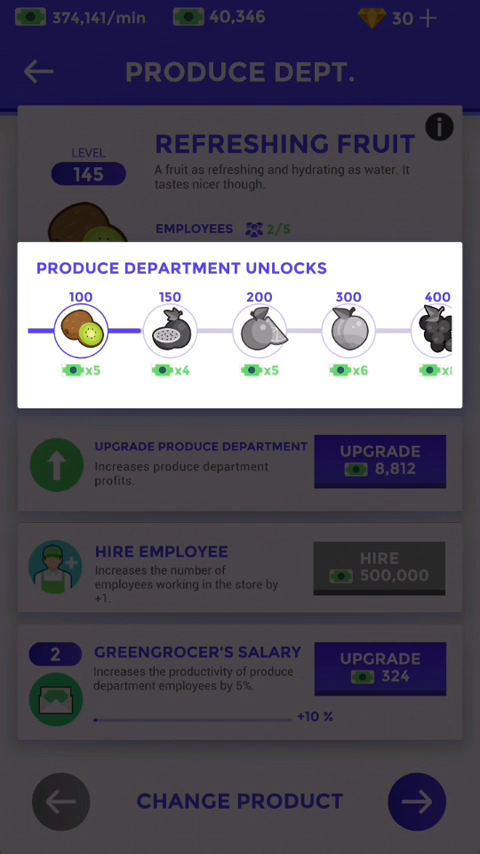 374,141/min 40,346 30
PRODUCE DEPT.
REFRESHING FRUIT
LEVEL
145
A fruit as refreshing and hydrating as water. It
tastes nicer though.
EMPLOYEES 2/5
PRODUCE DEPARTMENT UNLOCKS
100 150 200 300 400
x5 x4 x5 x6
UPGRADE PRODUCE DEPARTMENT
Increases produce department
profits.
UPGRADE
8,812
HIRE EMPLOYEE
Increases the number of
employees working in the store by
+1.
HIRE
500,000
2
GREENGROCER'S SALARY
Increases the productivity of produce
department employees by 5%.
UPGRADE
324
+10 %
CHANGE PRODUCT